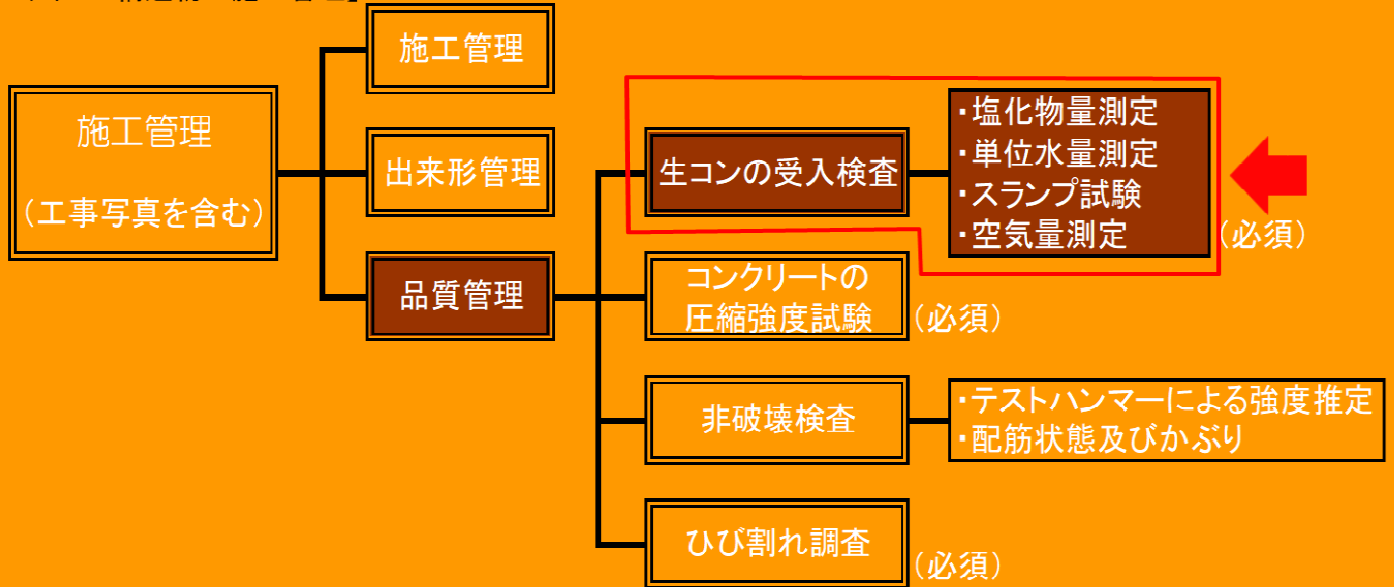 施工管理
施工管理
(工事写真を含む)
出来形管理
品質管理
生コンの受入検査
・塩化物量測定
・単位水量測定
・スランプ試験
・空気量測定
(必須)
コンクリートの
圧縮強度試験
(必須)
非破壊検査
・テストハンマーによる強度推定
・配筋状態及びかぶり
ひび割れ調査
(必須)